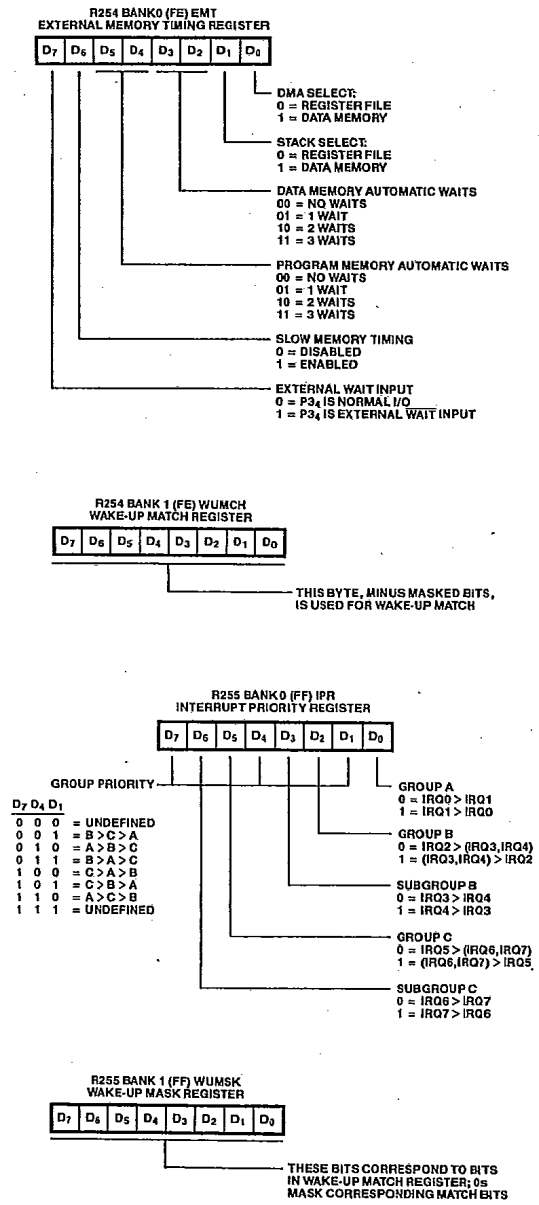 R254 BANK0 (FE) EMT
EXTERNAL MEMORY TIMING REGISTER
D7 D6 D5 D4 D3 D2 D1 D0
DMA SELECT:
0 = REGISTER FILE
1 = DATA MEMORY
STACK SELECT:
0 = REGISTER FILE
1 = DATA MEMORY
DATA MEMORY AUTOMATIC WAITS
00 = NO WAITS
01 = 1 WAIT
10 = 2 WAITS
11 = 3 WAITS
PROGRAM MEMORY AUTOMATIC WAITS
00 = NO WAITS
01 = 1 WAIT
10 = 2 WAITS
11 = 3 WAITS
SLOW MEMORY TIMING
0 = DISABLED
1 = ENABLED
EXTERNAL WAIT INPUT
0 = P34 IS NORMAL I/O
1 = P34 IS EXTERNAL WAIT INPUT
R254 BANK 1 (FE) WUMCH
WAKE-UP MATCH REGISTER
D7 D6 D5 D4 D3 D2 D1 D0
THIS BYTE, MINUS MASKED BITS,
IS USED FOR WAKE-UP MATCH
R255 BANK0 (FF) IPR
INTERRUPT PRIORITY REGISTER
D7 D6 D5 D4 D3 D2 D1 D0
GROUP PRIORITY
D7 D4 D1
0 0 0 = UNDEFINED
0 0 1 = B > C > A
0 1 0 = A > B > C
0 1 1 = B > A > C
1 0 0 = C > A > B
1 0 1 = C > B > A
1 1 0 = A > C > B
1 1 1 = UNDEFINED
GROUP A
0 = IRQ0 > IRQ1
1 = IRQ1 > IRQ0
GROUP B
0 = IRQ2 > (IRQ3, IRQ4)
1 = (IRQ3, IRQ4) > IRQ2
SUBGROUP B
0 = IRQ3 > IRQ4
1 = IRQ4 > IRQ3
GROUP C
0 = IRQ5 > (IRQ6, IRQ7)
1 = (IRQ6, IRQ7) > IRQ5
SUBGROUP C
0 = IRQ6 > IRQ7
1 = IRQ7 > IRQ6
R255 BANK 1 (FF) WUMSK
WAKE-UP MASK REGISTER
D7 D6 D5 D4 D3 D2 D1 D0
THESE BITS CORRESPOND TO BITS
IN WAKE-UP MATCH REGISTER; 0s
MASK CORRESPONDING MATCH BITS